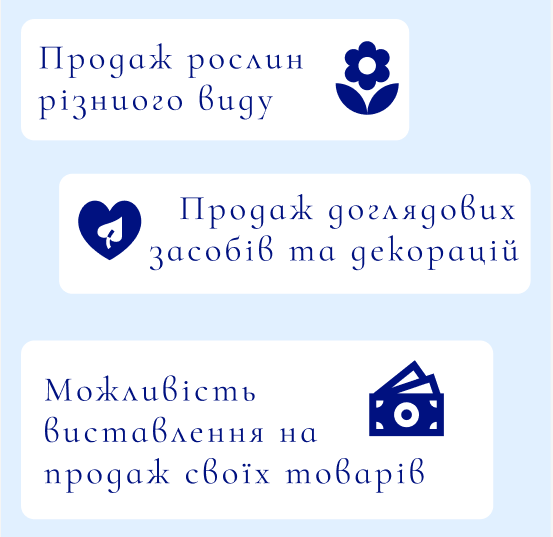 Продаж рослин
різниого виду
Продаж доглядових
засобів та декорацій
Можливість
виставлення на
продаж своїх товарів